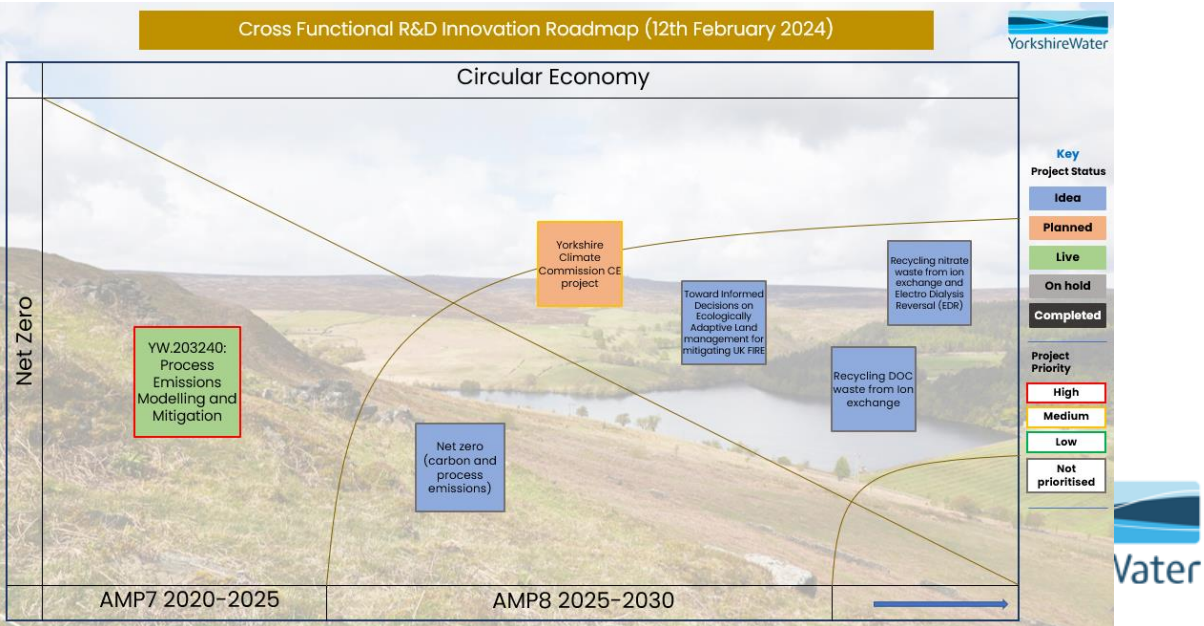 Cross Functional R&D Innovation Roadmap (12th February 2024)
YorkshireWater
Circular Economy
Net Zero
YW.203240:
Process
Emissions
Modelling and
Mitigation
Net zero
(carbon and
process
emissions)
Yorkshire
Climate
Commission CE
project
Toward Informed
Decisions on
Ecologically
Adaptive Land
management for
mitigating UK FIRE
Recycling nitrate
waste from ion
exchange and
Electro Dialysis
Reversal (EDR)
Recycling DOC
waste from Ion
exchange
AMP7 2020-2025
AMP8 2025-2030
Key
Project Status
Idea
Planned
Live
On hold
Completed
Project
Priority
High
Medium
Low
Not
prioritised
Water